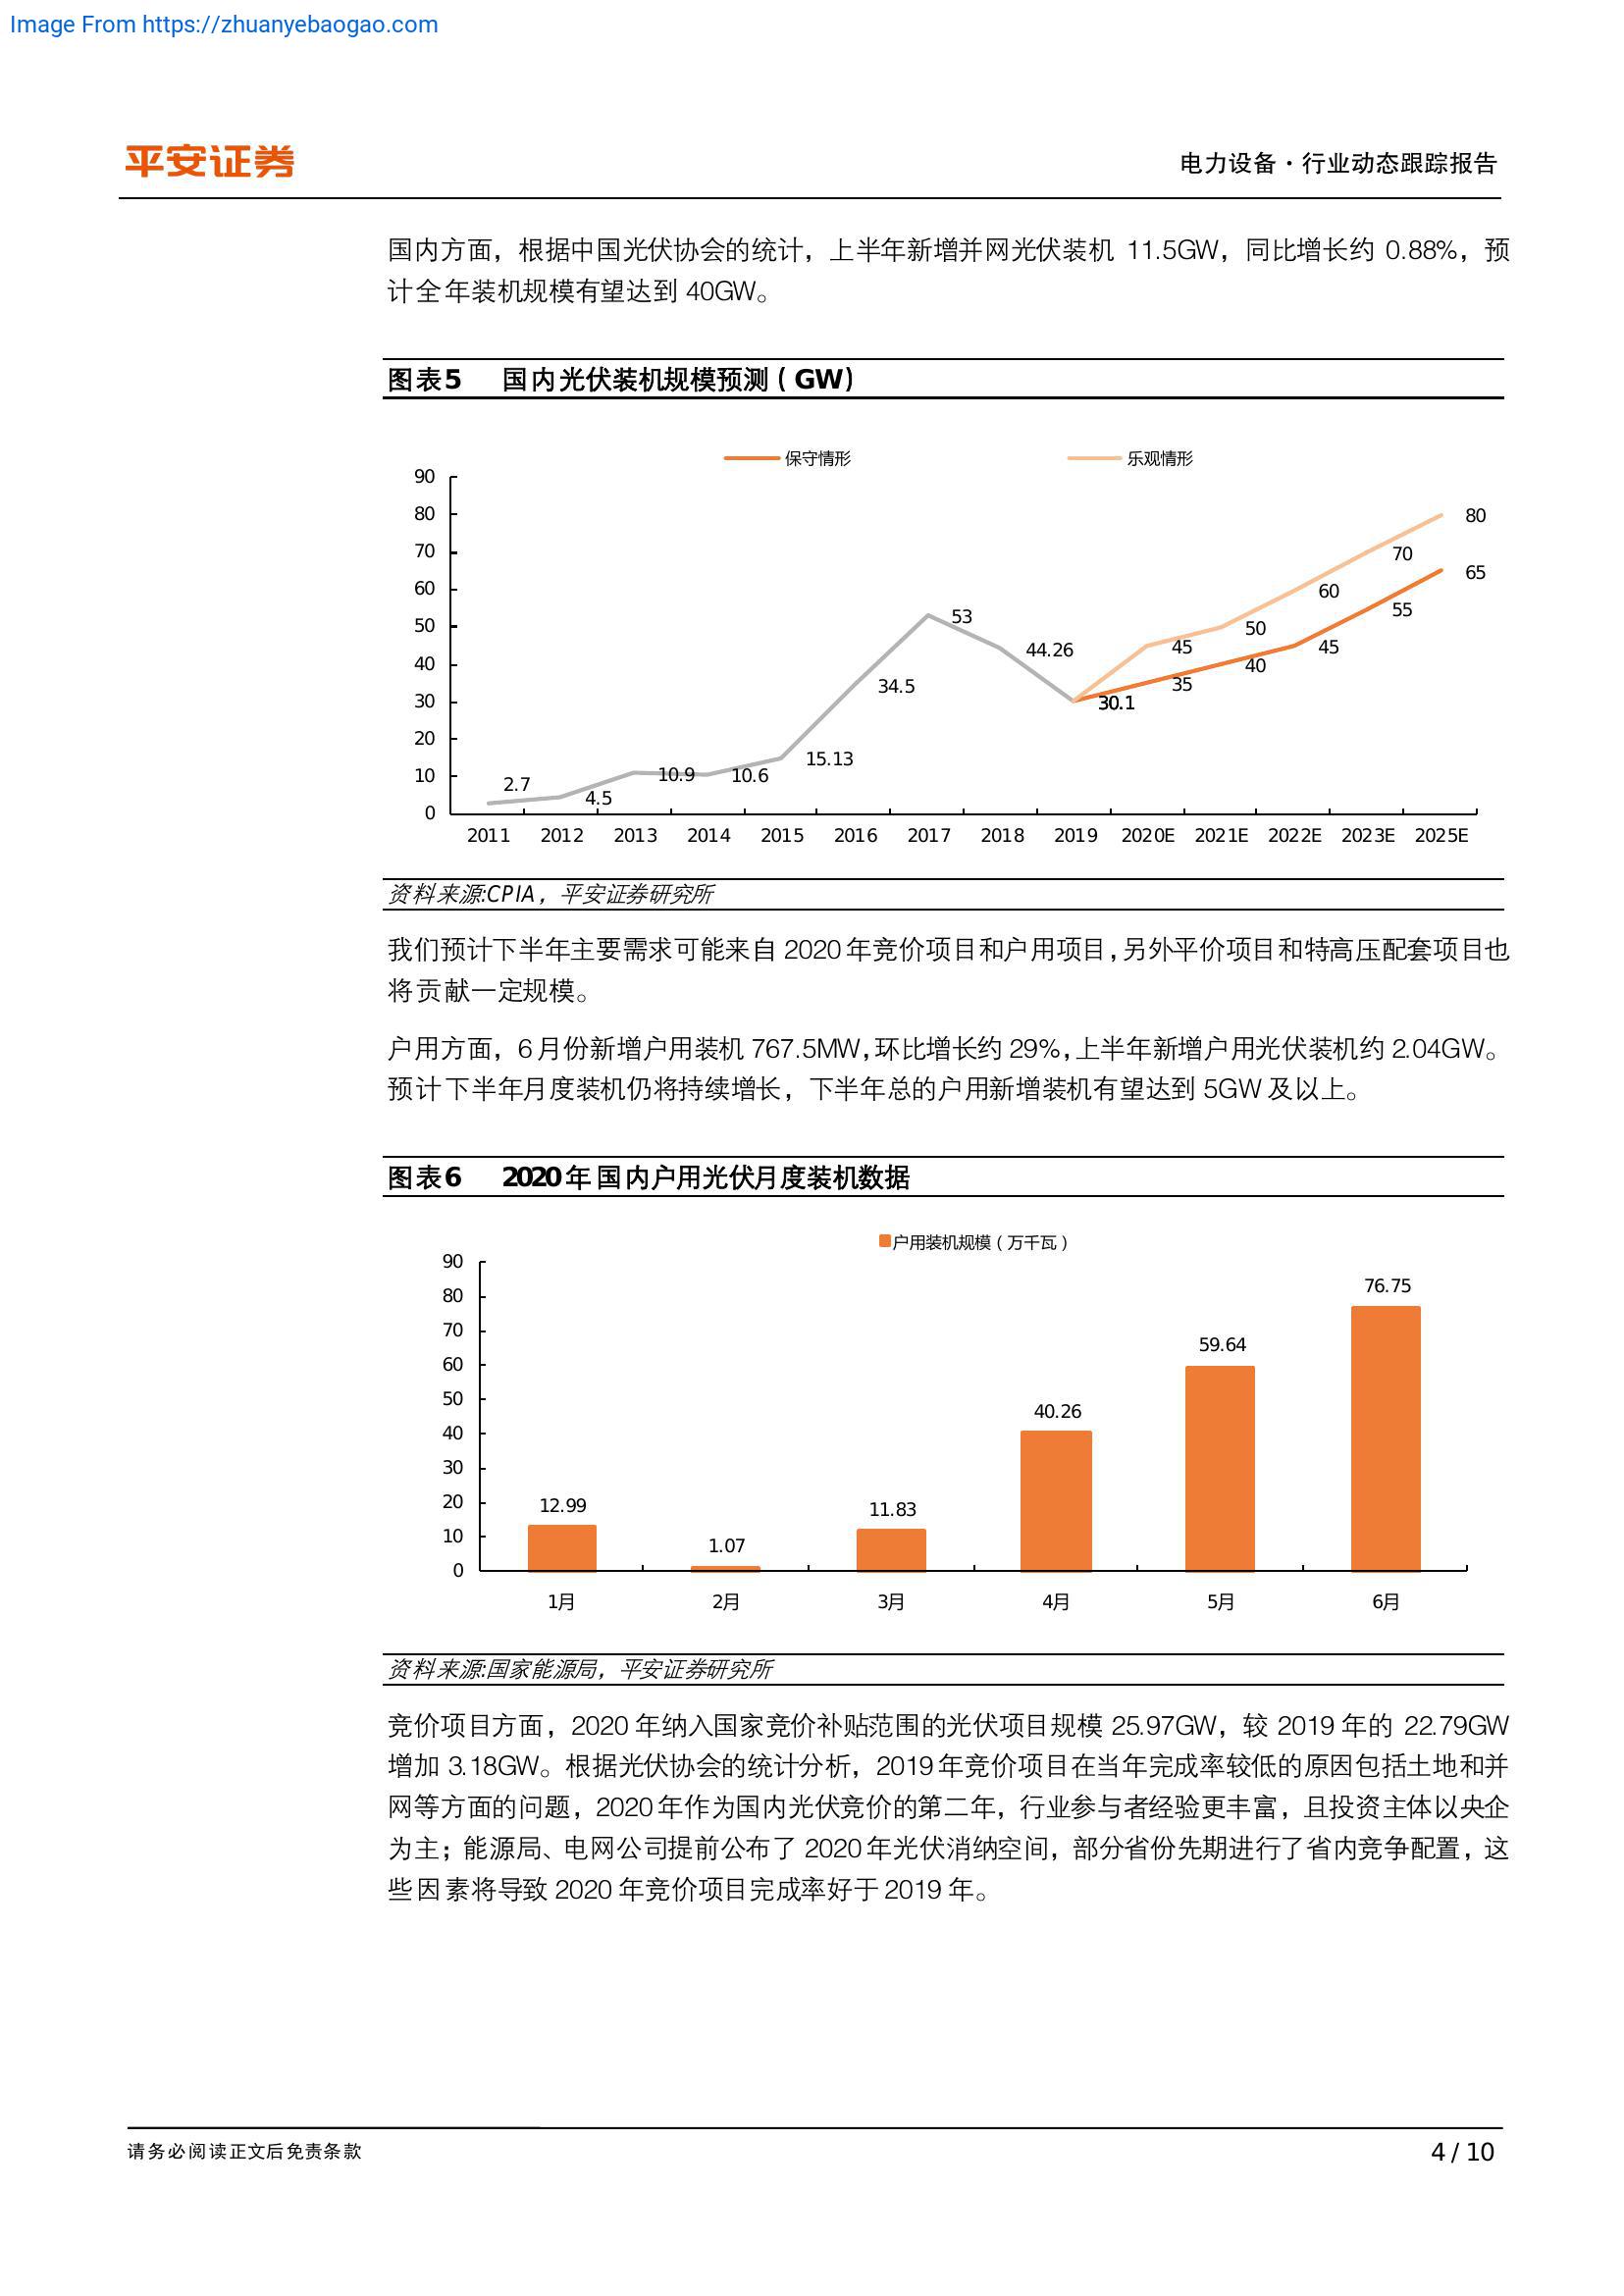 Image From https://zhuanyebaogao.com
平安证券
电力设备·行业动态跟踪报告
国内方面，根据中国光伏协会的统计，上半年新增并网光伏装机 11.5GW，同比增长约 0.88%，预
计全年装机规模有望达到 40GW。
图表5 国内光伏装机规模预测（GW）
保守情形 乐观情形
90
80
70
60
50
40
30
20
10
0
2.7
4.5
10.9
10.6
15.13
34.5
53
44.26
30.1
45
50
60
70
80
35
40
45
55
65
2011 2012 2013 2014 2015 2016 2017 2018 2019 2020E 2021E 2022E 2023E 2025E
资料来源:CPIA，平安证券研究所
我们预计下半年主要需求可能来自 2020 年竞价项目和户用项目，另外平价项目和特高压配套项目也
将贡献一定规模。
户用方面，6 月份新增户用装机 767.5MW，环比增长约 29%，上半年新增户用光伏装机约 2.04GW。
预计下半年月度装机仍将持续增长，下半年总的户用新增装机有望达到 5GW 及以上。
图表6 2020年国内户用光伏月度装机数据
户用装机规模（万千瓦）
90
80
70
60
50
40
30
20
10
0
12.99
1.07
11.83
40.26
59.64
76.75
1月 2月 3月 4月 5月 6月
资料来源:国家能源局，平安证券研究所
竞价项目方面，2020 年纳入国家竞价补贴范围的光伏项目规模 25.97GW，较 2019 年的 22.79GW
增加 3.18GW。根据光伏协会的统计分析，2019 年竞价项目在当年完成率较低的原因包括土地和并
网等方面的问题，2020 年作为国内光伏竞价的第二年，行业参与者经验更丰富，且投资主体以央企
为主；能源局、电网公司提前公布了 2020 年光伏消纳空间，部分省份先期进行了省内竞争配置，这
些因素将导致 2020 年竞价项目完成率好于 2019 年。
请务必阅读正文后免责条款
4 / 10